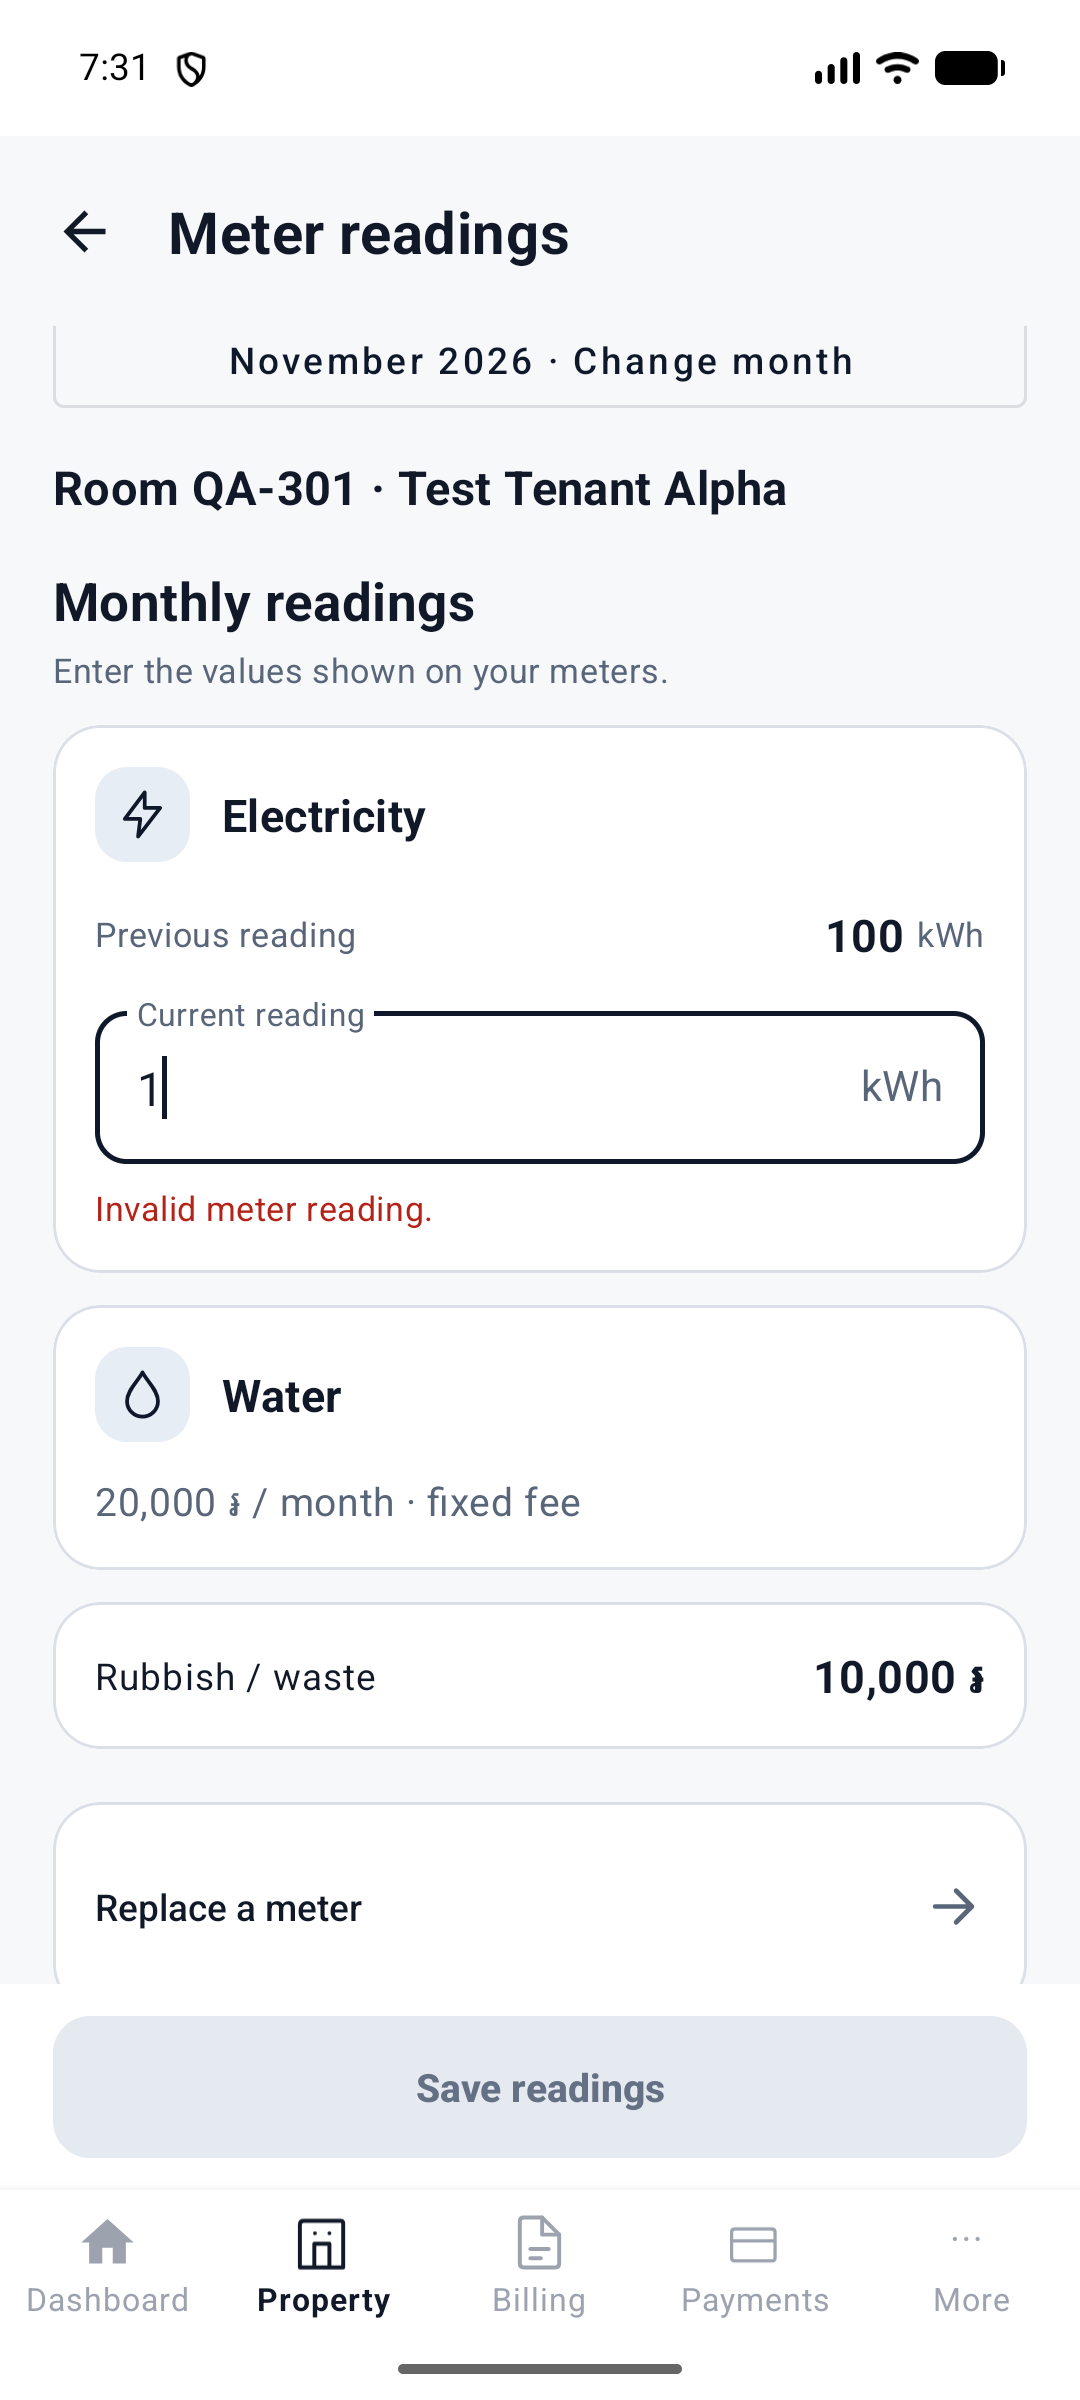 7:31
Meter readings
November 2026 · Change month
Room QA-301 · Test Tenant Alpha
Monthly readings
Enter the values shown on your meters.
Electricity
Previous reading 100 kWh
Current reading
1 kWh
Invalid meter reading.
Water
20,000 ៛ / month · fixed fee
Rubbish / waste 10,000 ៛
Replace a meter
Save readings
Dashboard Property Billing Payments More